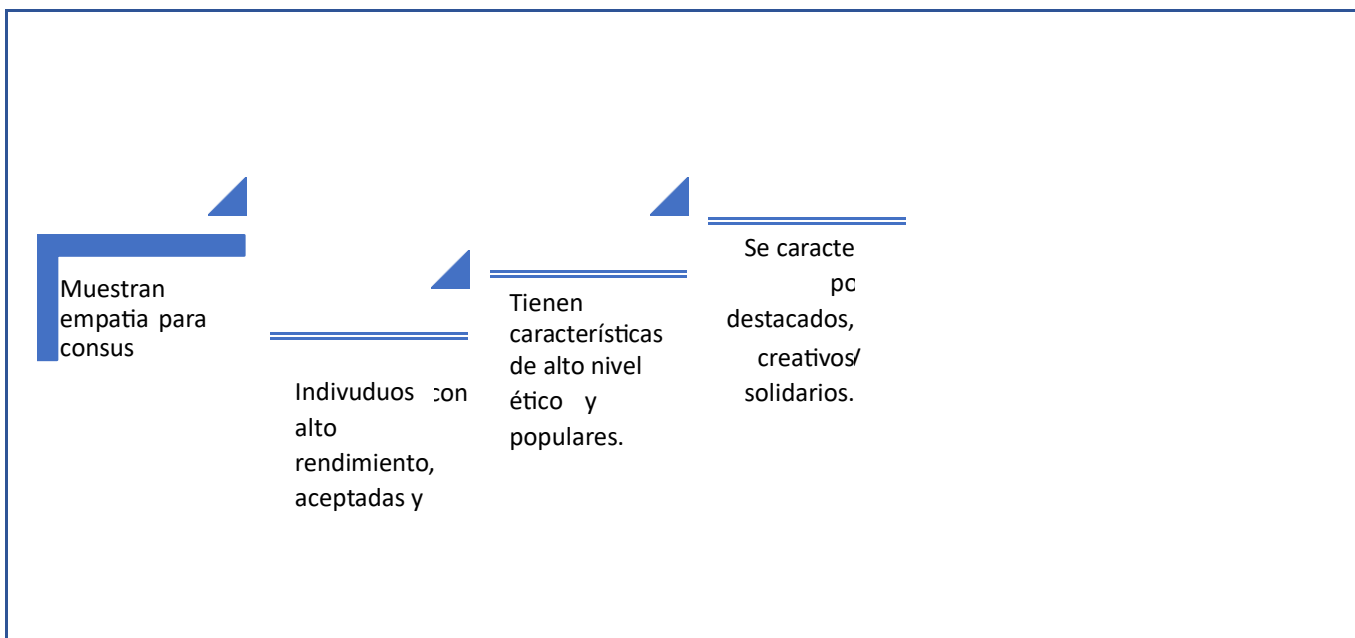 Muestran
empatia para
consus
Indivuduos con
alto
rendimiento,
aceptadas y
Tienen
característícas
de alto nivel
ético y
populares.
Se caracte
po
destacados,
creativos/
solidarios.